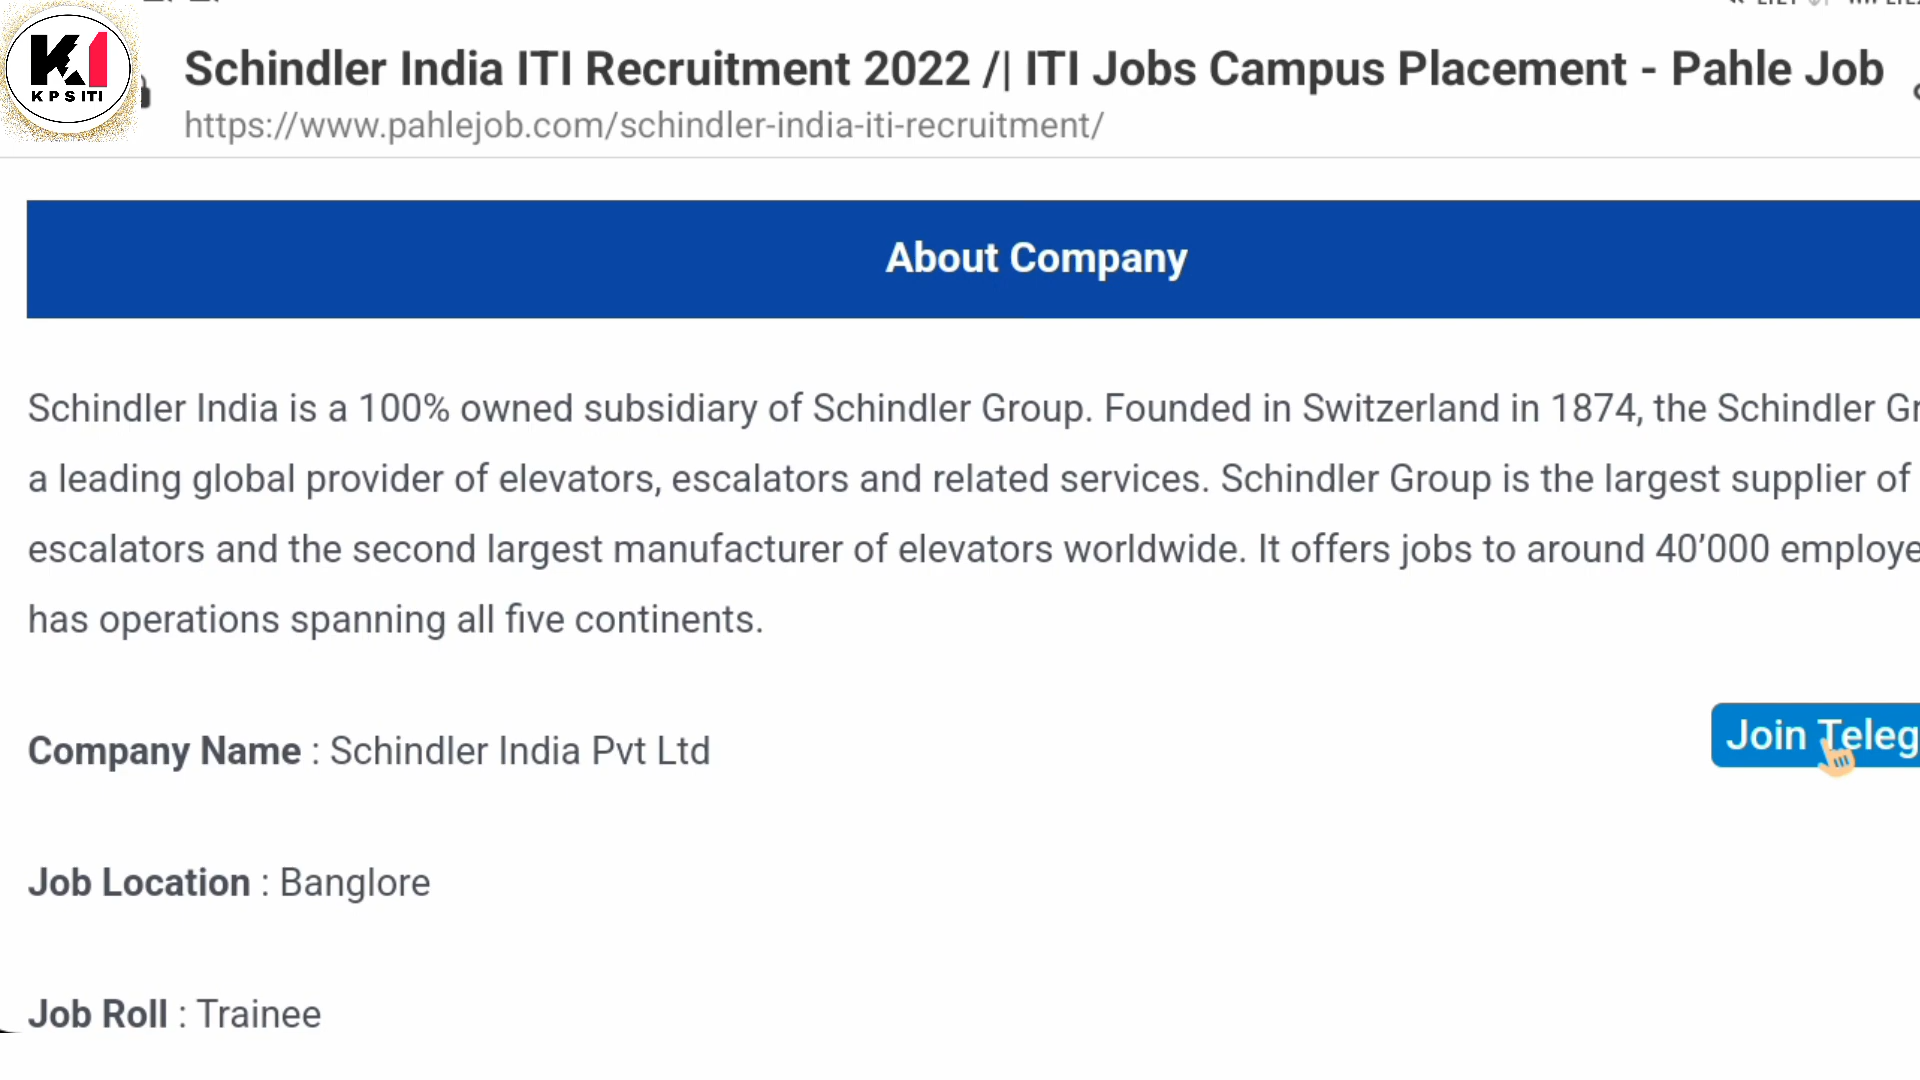 K1
KPS ITI
Schindler India ITI Recruitment 2022 /| ITI Jobs Campus Placement - Pahle Job
https://www.pahlejob.com/schindler-india-iti-recruitment/
About Company
Schindler India is a 100% owned subsidiary of Schindler Group. Founded in Switzerland in 1874, the Schindler Gr
a leading global provider of elevators, escalators and related services. Schindler Group is the largest supplier of
escalators and the second largest manufacturer of elevators worldwide. It offers jobs to around 40’000 employe
has operations spanning all five continents.
Join Teleg
Company Name : Schindler India Pvt Ltd
Job Location : Banglore
Job Roll : Trainee